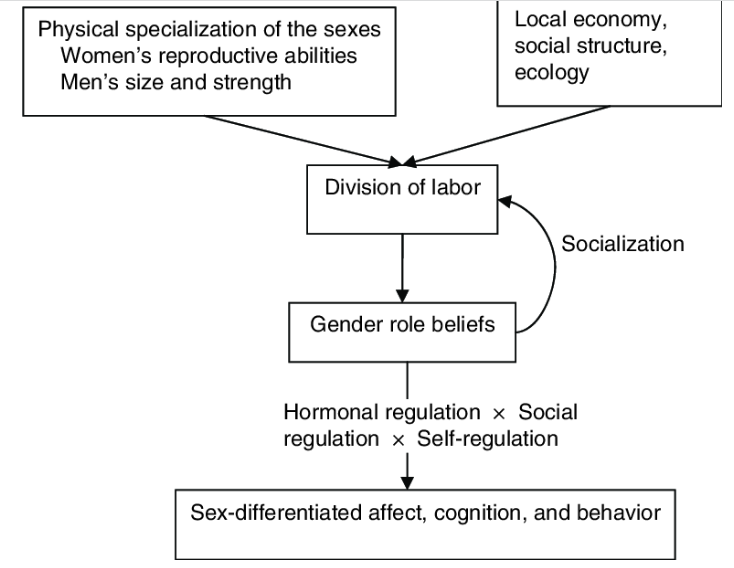 Physical specialization of the sexes
Women's reproductive abilities
Men's size and strength
Local economy,
social structure,
ecology
Division of labor
Socialization
Gender role beliefs
Hormonal regulation × Social
regulation × Self-regulation
Sex-differentiated affect, cognition, and behavior